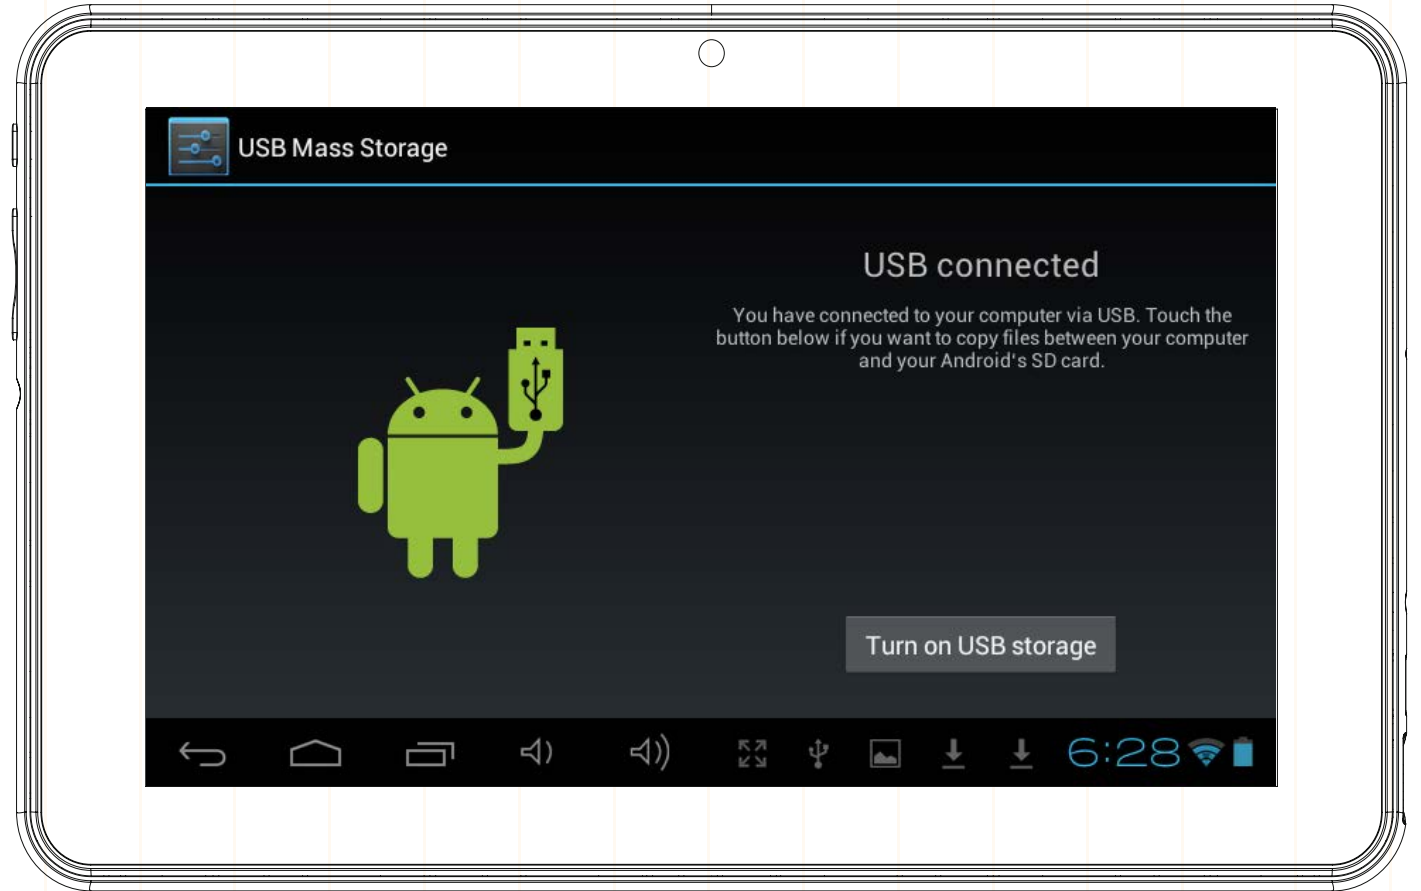 USB Mass Storage
USB connected
You have connected to your computer via USB. Touch the
button below if you want to copy files between your computer
and your Android's SD card.
Turn on USB storage
6:28